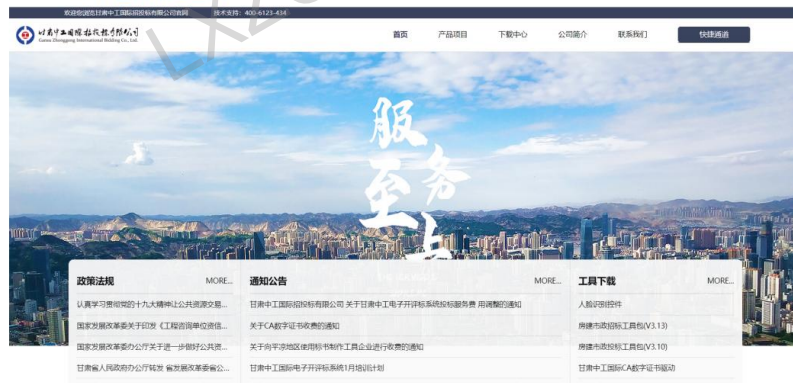 欢迎您浏览甘肃中工国际招投标有限公司官网 技术支持：400-6123-434
甘肃中工国际招投标有限公司
Gansu Zhonggong International Bidding Co., Ltd.
首页 产品项目 下载中心 公司简介 联系我们 快捷通道
服务
至上
政策法规 MORE...
认真学习贯彻党的十九大精神让公共资源交易...
国家发展改革委关于印发《工程咨询单位资信...
国家发展改革委办公厅关于进一步做好公共资...
甘肃省人民政府办公厅转发 省发展改革委省公...
通知公告 MORE...
甘肃中工国际招投标有限公司 关于甘肃中工电子开评标系统投标服务费 用调整的通知
关于CA数字证书收费的通知
关于向平凉地区使用标书制作工具企业进行收费的通知
甘肃中工国际电子开评标系统1月培训计划
工具下载 MORE...
人脸识别控件
房建市政招标工具包(V3.13)
房建市政投标工具包(V3.10)
甘肃中工国际CA数字证书驱动